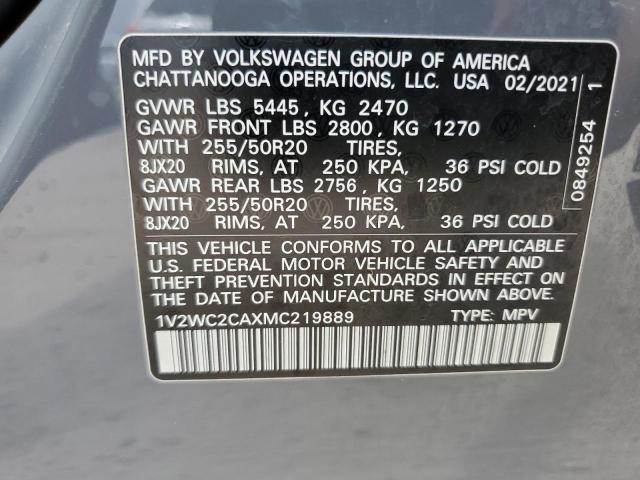 MFD BY VOLKSWAGEN GROUP OF AMERICA
CHATTANOOGA OPERATIONS, LLC. USA 02/2021
GVWR LBS 5445, KG 2470
GAWR FRONT LBS 2800, KG 1270
WITH 255/50R20 TIRES,
8JX20 RIMS, AT 250 KPA, 36 PSI COLD
GAWR REAR LBS 2756, KG 1250
WITH 255/50R20 TIRES,
8JX20 RIMS, AT 250 KPA, 36 PSI COLD
THIS VEHICLE CONFORMS TO ALL APPLICABLE
U.S. FEDERAL MOTOR VEHICLE SAFETY AND
THEFT PREVENTION STANDARDS IN EFFECT ON
THE DATE OF MANUFACTURE SHOWN ABOVE.
1V2WC2CAXMC219889 TYPE: MPV
0849254 1